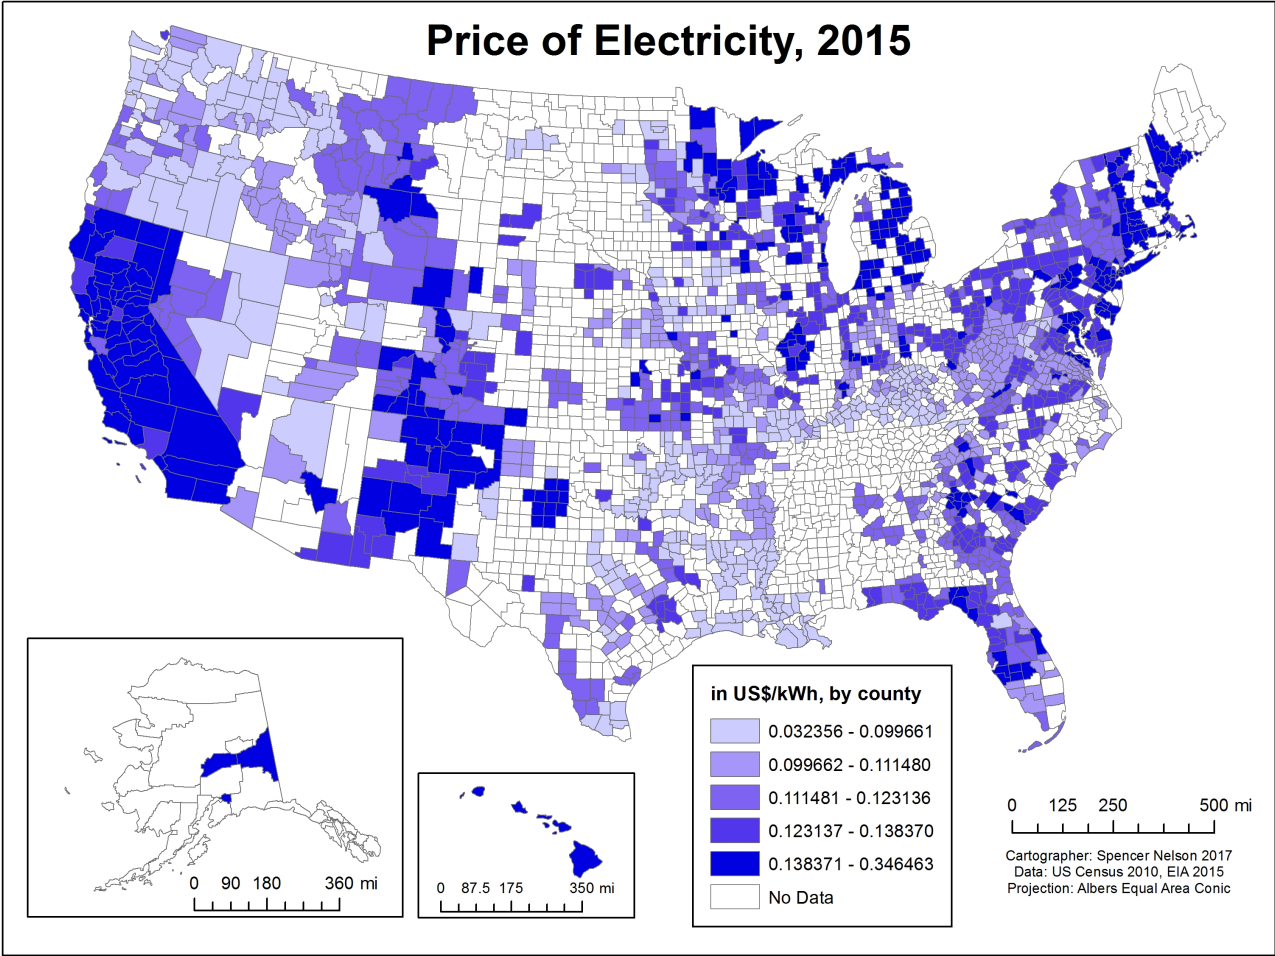 Price of Electricity, 2015
in US$/kWh, by county
0.032356 - 0.099661
0.099662 - 0.111480
0.111481 - 0.123136
0.123137 - 0.138370
0.138371 - 0.346463
No Data
0 125 250 500 mi
Cartographer: Spencer Nelson 2017
Data: US Census 2010, EIA 2015
Projection: Albers Equal Area Conic
0 90 180 360 mi
0 87.5 175 350 mi